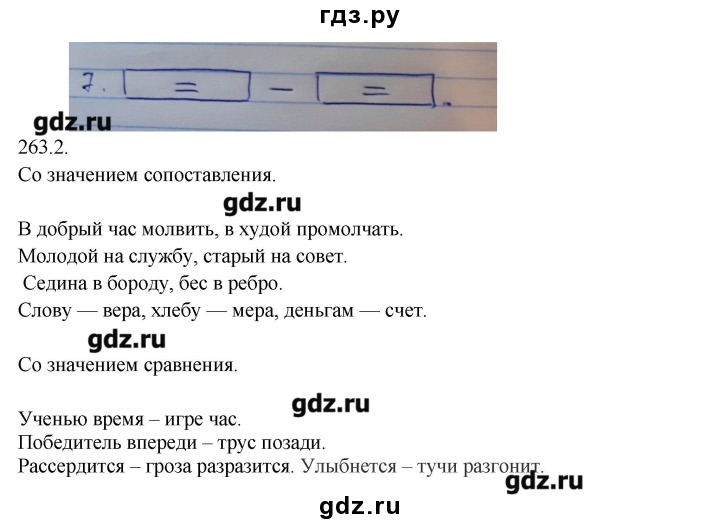 гдз.ру
7. [ = ] – [ = ].
gdz.ru
263.2.
Со значением сопоставления.
gdz.ru
В добрый час молвить, в худой промолчать.
Молодой на службу, старый на совет.
Седина в бороду, бес в ребро.
Слову — вера, хлебу — мера, деньгам — счет.
gdz.ru
Со значением сравнения.
gdz.ru
Ученью время – игре час.
Победитель впереди – трус позади.
Рассердится – гроза разразится. Улыбнется – тучи разгонит.
gdz.ru
gdz.ru